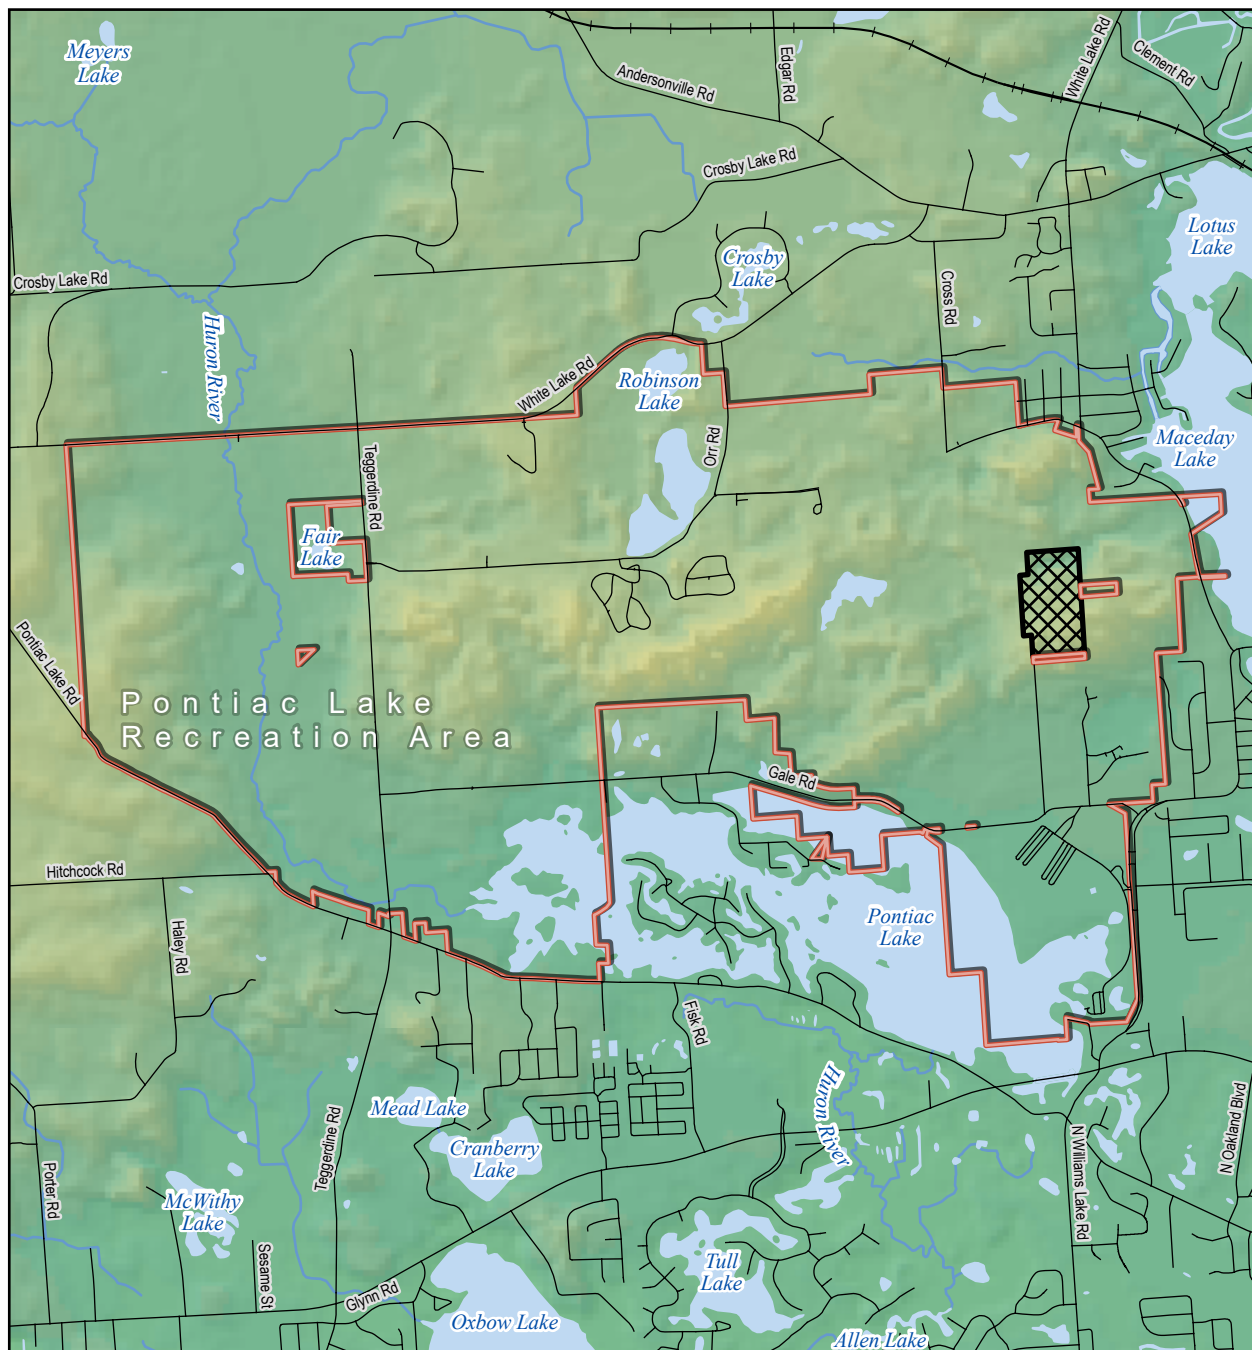 Meyers
Lake
Andersonville Rd
Edgar Rd
White Lake Rd
Clement Rd
Crosby Lake Rd
Lotus
Lake
Crosby
Lake
Crosby Lake Rd
Cross Rd
Huron River
White Lake Rd
Robinson
Lake
Orr Rd
Maceday
Lake
Teggerdine Rd
Fair
Lake
Pontiac Lake Rd
Pontiac Lake
Recreation Area
Gale Rd
Hitchcock Rd
Haley Rd
Pontiac
Lake
Fisk Rd
Huron River
Mead Lake
Cranberry
Lake
Teggerdine Rd
N Williams Lake Rd
N Oakland Blvd
Porter Rd
McWithy
Lake
Sesame St
Glynn Rd
Tull
Lake
Oxbow Lake
Allen Lake